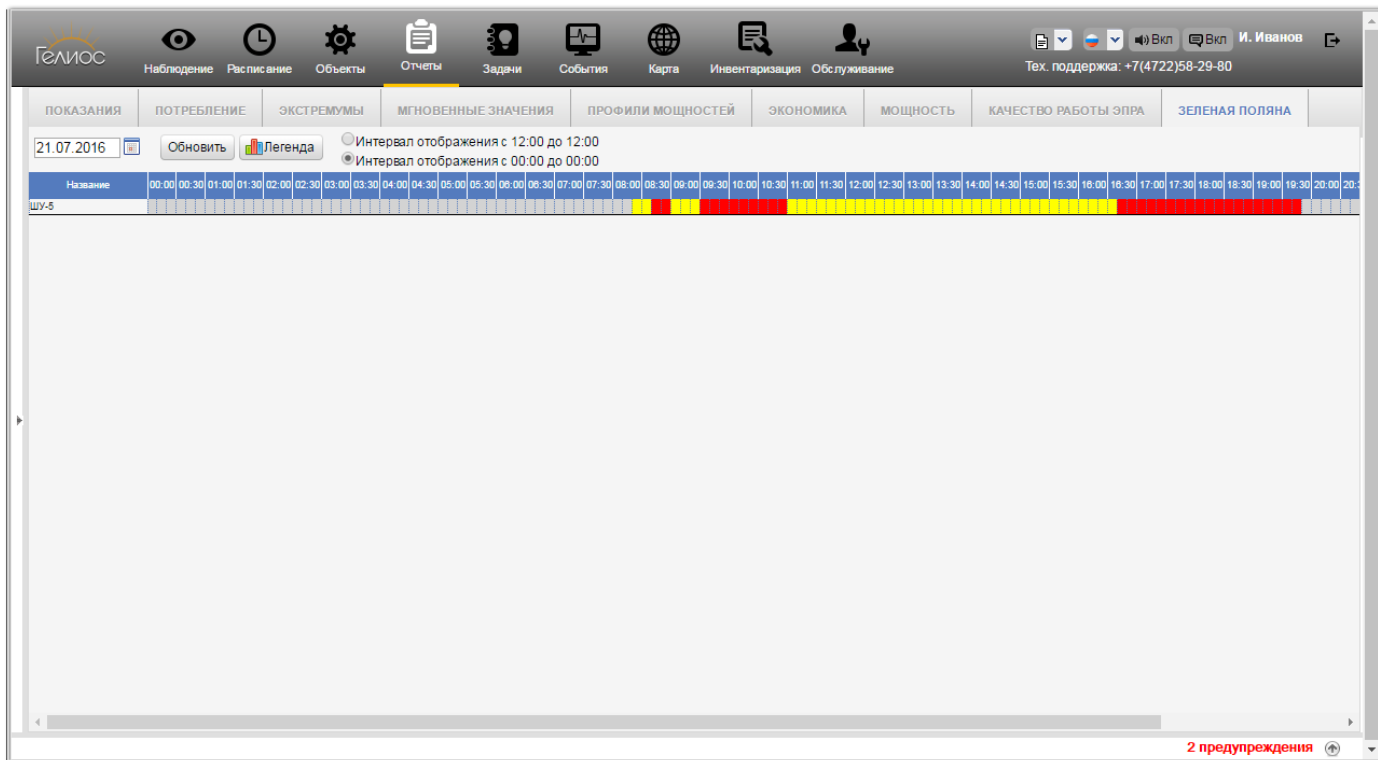 Гелиос
Наблюдение Расписание Объекты Отчеты Задачи События Карта Инвентаризация Обслуживание
Вкл Вкл И. Иванов
Тех. поддержка: +7(4722)58-29-80
ПОКАЗАНИЯ ПОТРЕБЛЕНИЕ ЭКСТРЕМУМЫ МГНОВЕННЫЕ ЗНАЧЕНИЯ ПРОФИЛИ МОЩНОСТЕЙ ЭКОНОМИКА МОЩНОСТЬ КАЧЕСТВО РАБОТЫ ЭПРА ЗЕЛЕНАЯ ПОЛЯНА
21.07.2016 Обновить Легенда
Интервал отображения с 12:00 до 12:00
Интервал отображения с 00:00 до 00:00
Название 00:00 00:30 01:00 01:30 02:00 02:30 03:00 03:30 04:00 04:30 05:00 05:30 06:00 06:30 07:00 07:30 08:00 08:30 09:00 09:30 10:00 10:30 11:00 11:30 12:00 12:30 13:00 13:30 14:00 14:30 15:00 15:30 16:00 16:30 17:00 17:30 18:00 18:30 19:00 19:30 20:00 20:
ШУ-5
2 предупреждения